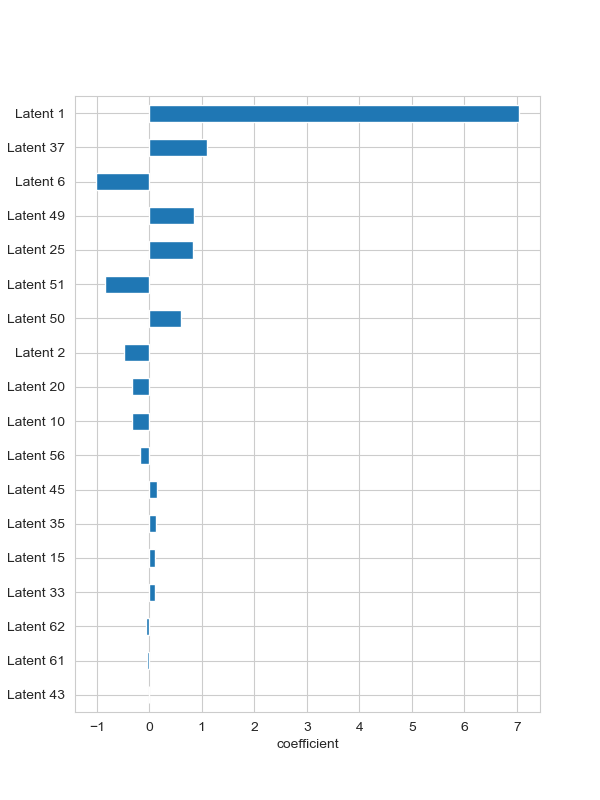 Latent 1
Latent 37
Latent 6
Latent 49
Latent 25
Latent 51
Latent 50
Latent 2
Latent 20
Latent 10
Latent 56
Latent 45
Latent 35
Latent 15
Latent 33
Latent 62
Latent 61
Latent 43
−1 0 1 2 3 4 5 6 7
coefficient